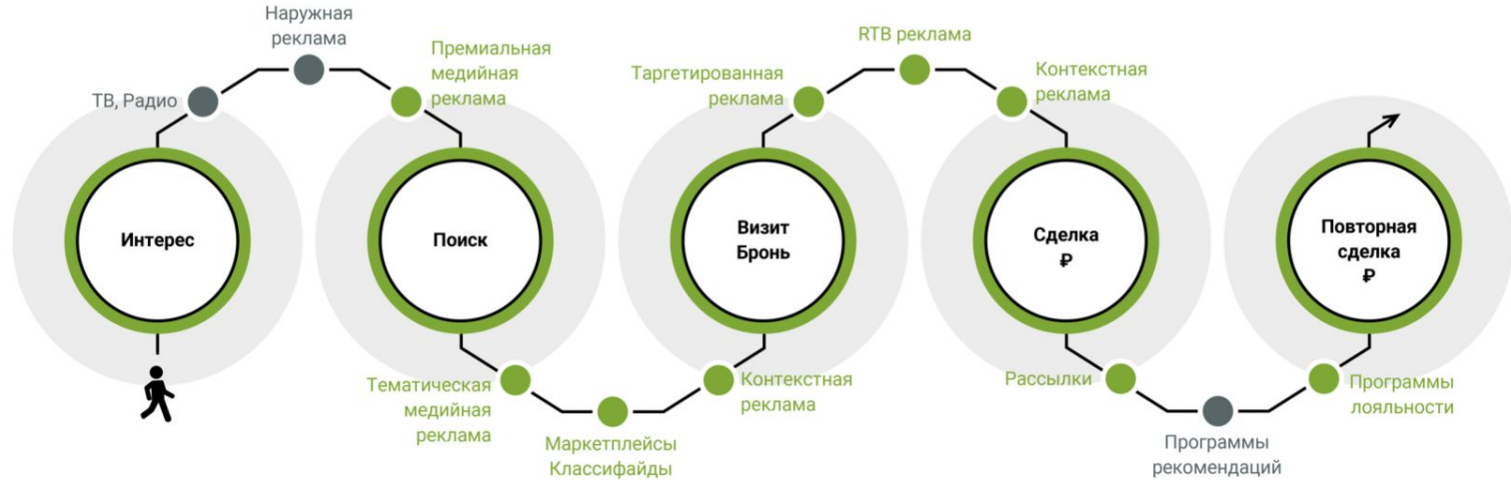 Наружная
реклама
ТВ, Радио
Премиальная
медийная
реклама
RTB реклама
Таргетированная
реклама
Контекстная
реклама
Интерес
Поиск
Визит
Бронь
Сделка
₽
Повторная
сделка
₽
Тематическая
медийная
реклама
Маркетплейсы
Классифайды
Контекстная
реклама
Рассылки
Программы
рекомендаций
Программы
лояльности